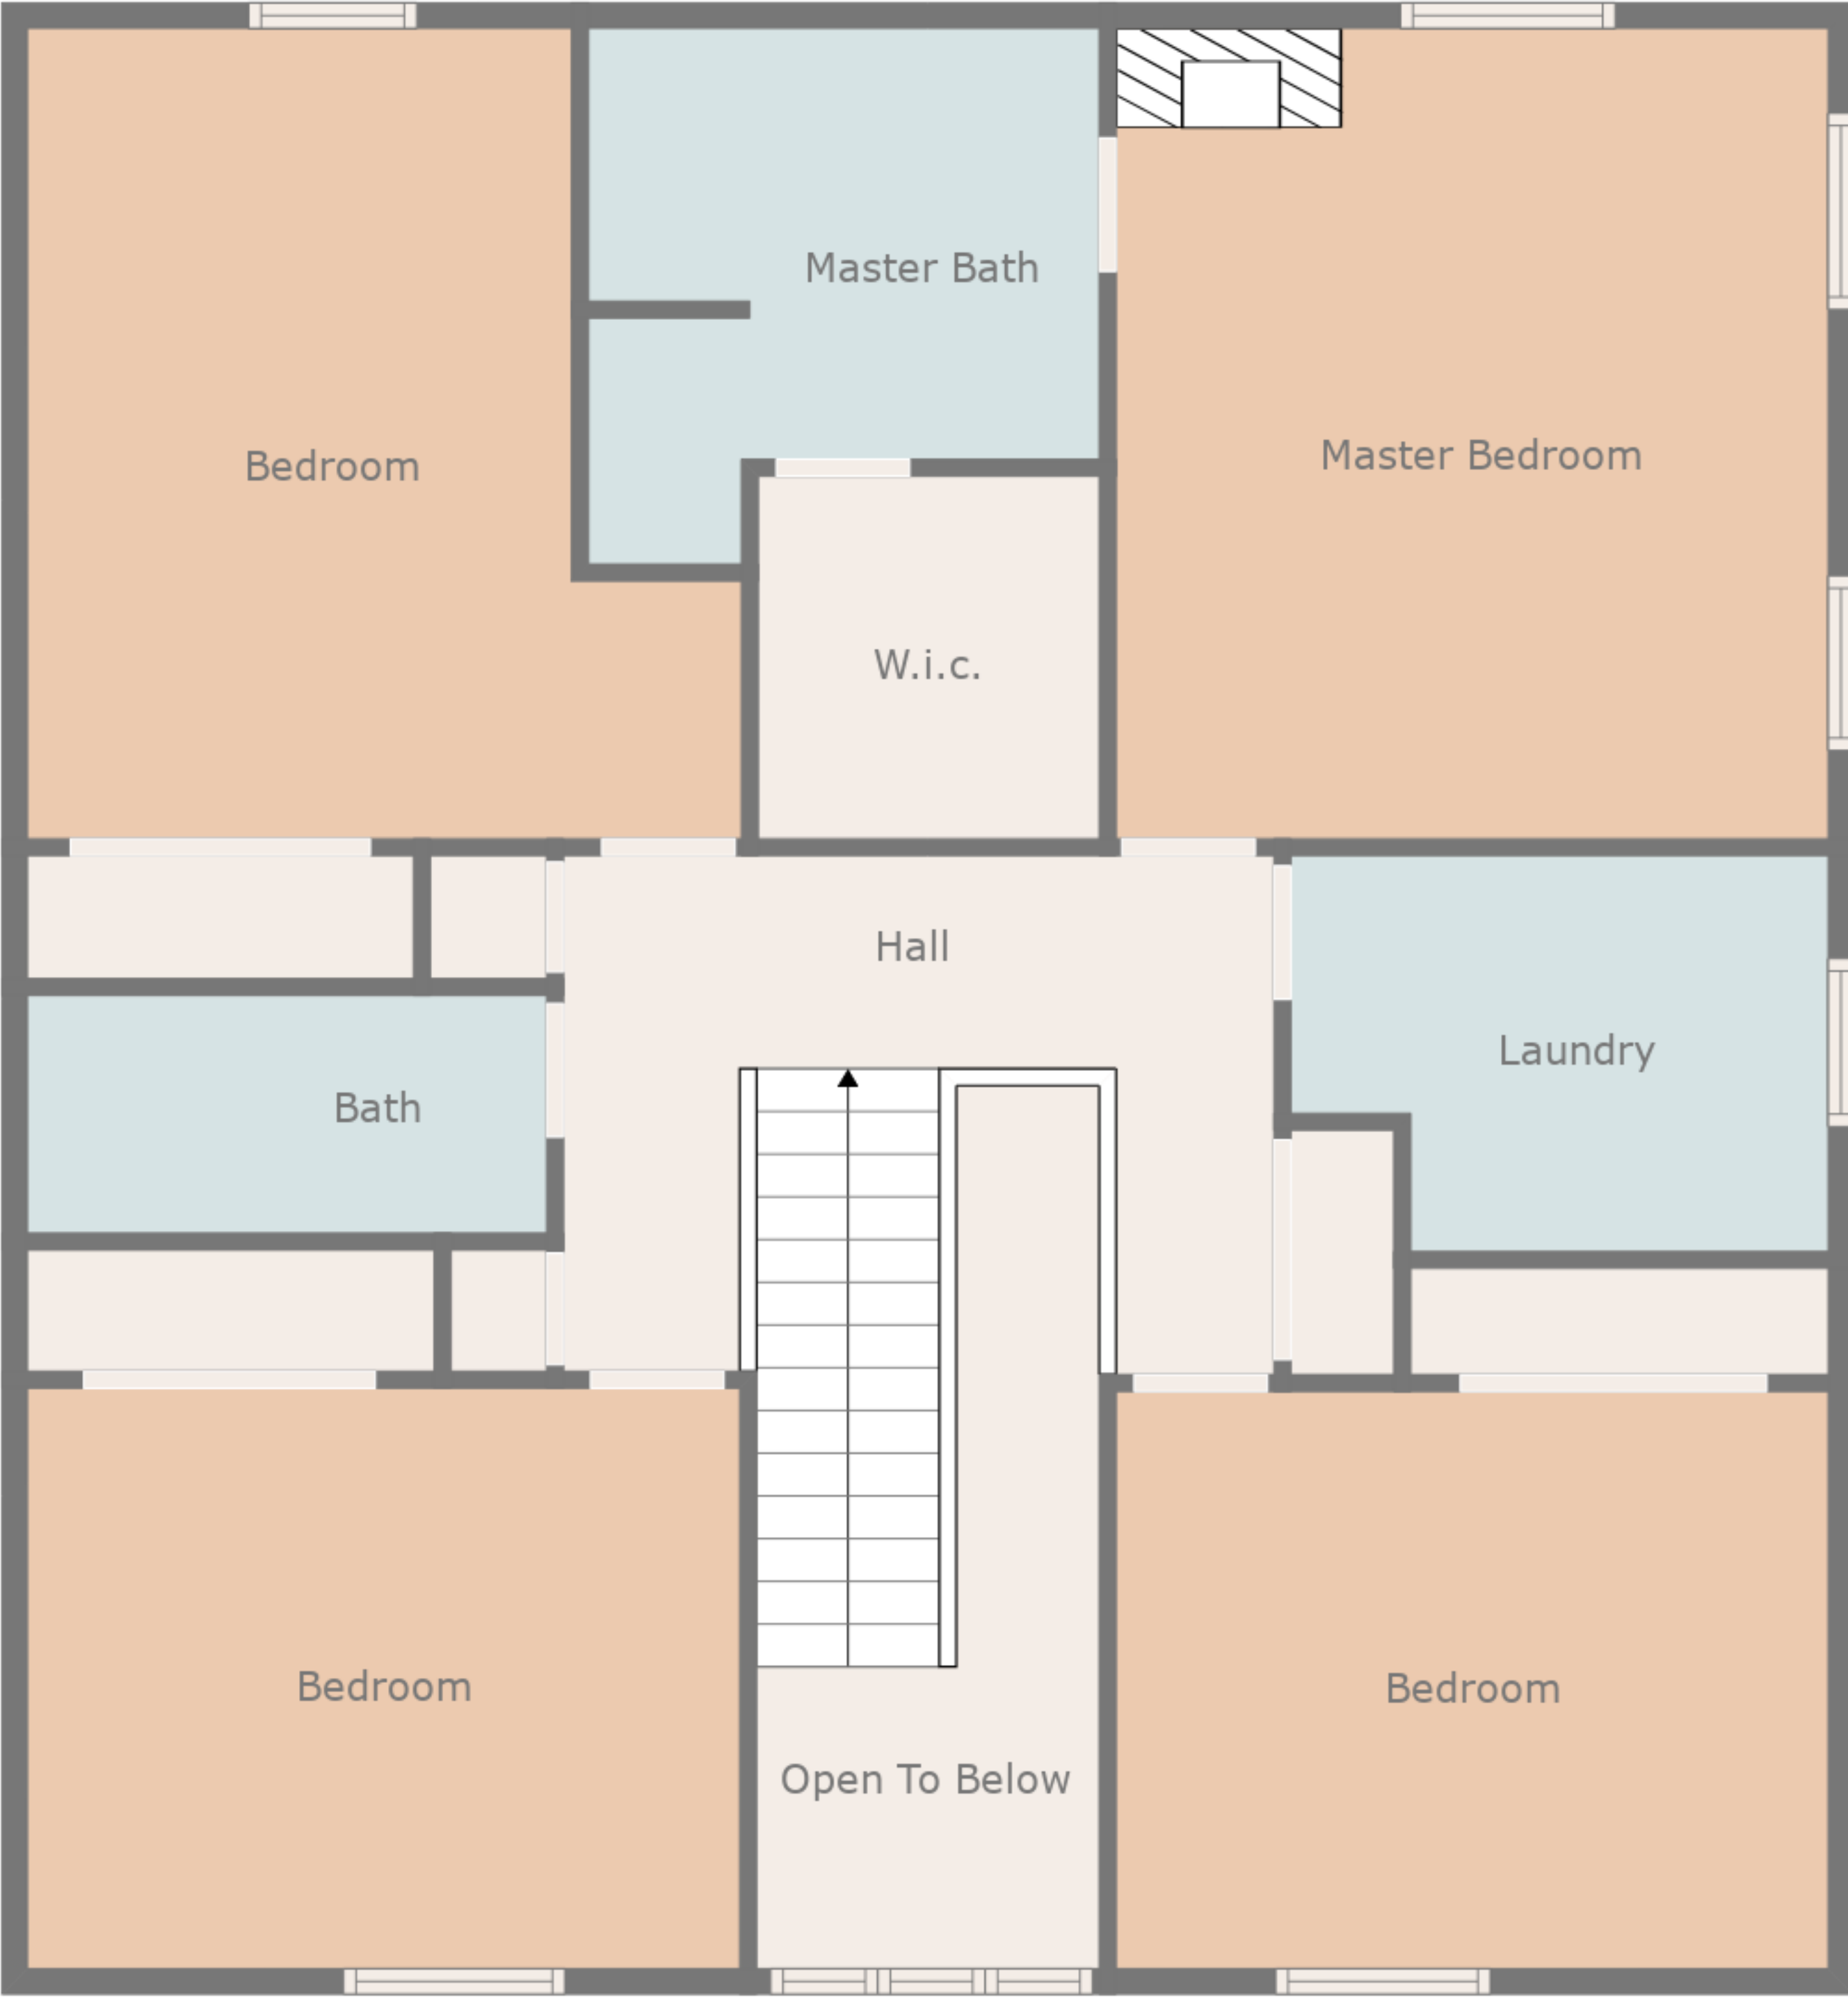 Master Bath
Bedroom
Master Bedroom
W.i.c.
Hall
Laundry
Bath
Bedroom
Bedroom
Open To Below